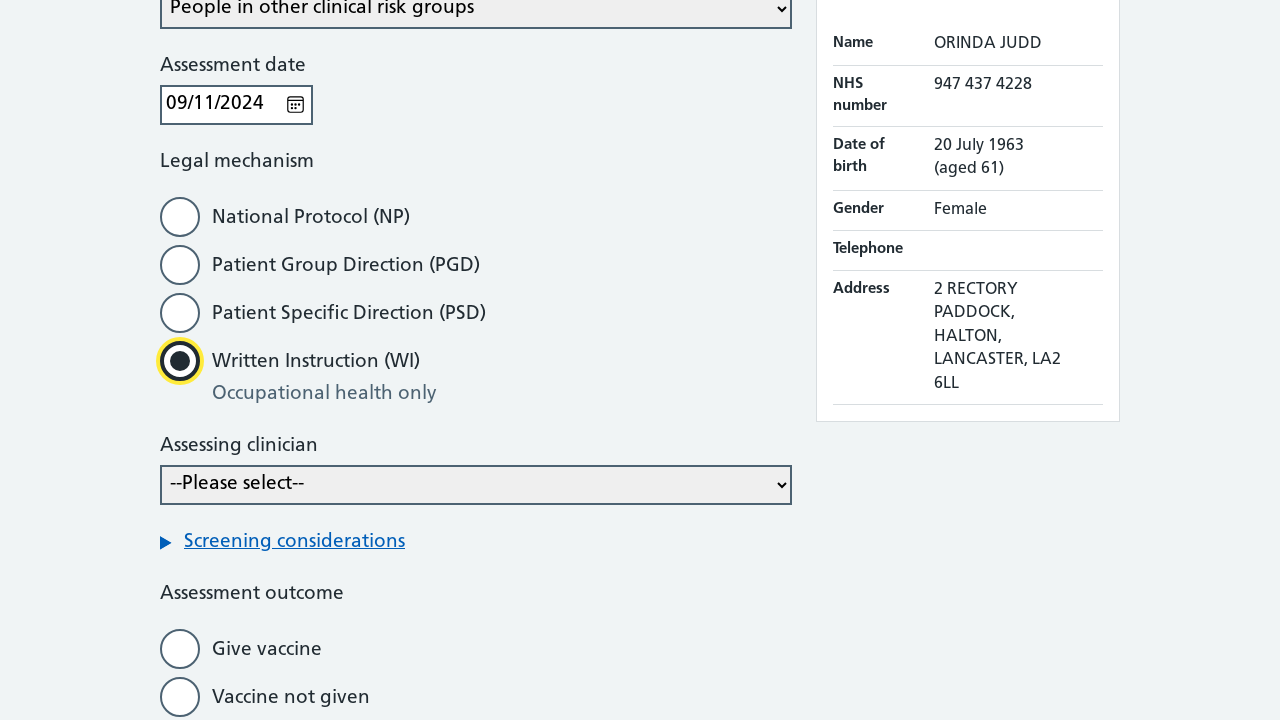 People in other clinical risk groups
Assessment date
09/11/2024
Legal mechanism
National Protocol (NP)
Patient Group Direction (PGD)
Patient Specific Direction (PSD)
Written Instruction (WI)
Occupational health only
Assessing clinician
--Please select--
Screening considerations
Assessment outcome
Give vaccine
Vaccine not given
Name ORINDA JUDD
NHS number 947 437 4228
Date of birth 20 July 1963 (aged 61)
Gender Female
Telephone
Address 2 RECTORY
PADDOCK,
HALTON,
LANCASTER, LA2
6LL